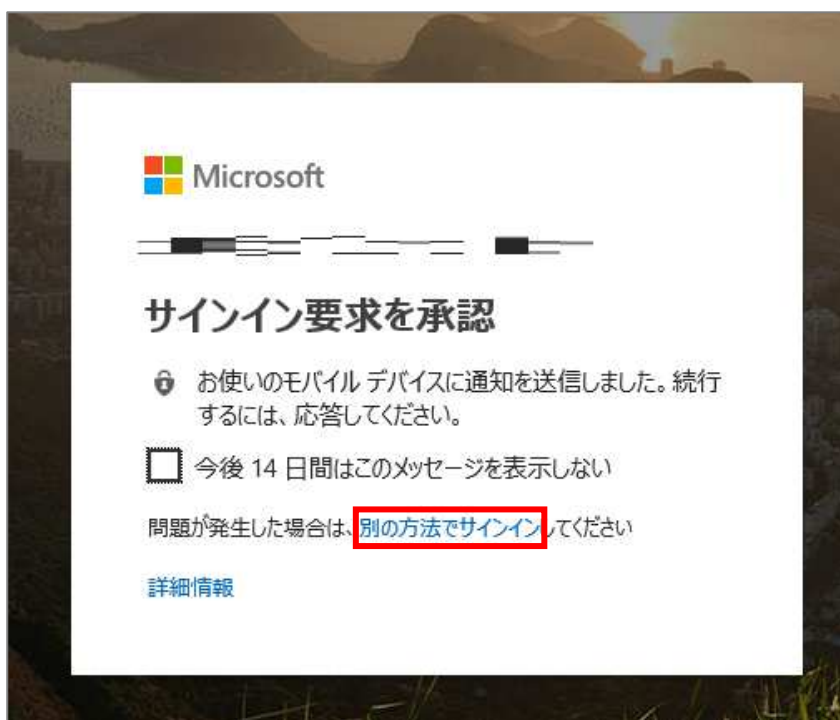 Microsoft
サインイン要求を承認
お使いのモバイル デバイスに通知を送信しました。続行
するには、応答してください。
今後 14 日間はこのメッセージを表示しない
問題が発生した場合は、別の方法でサインインしてください
詳細情報